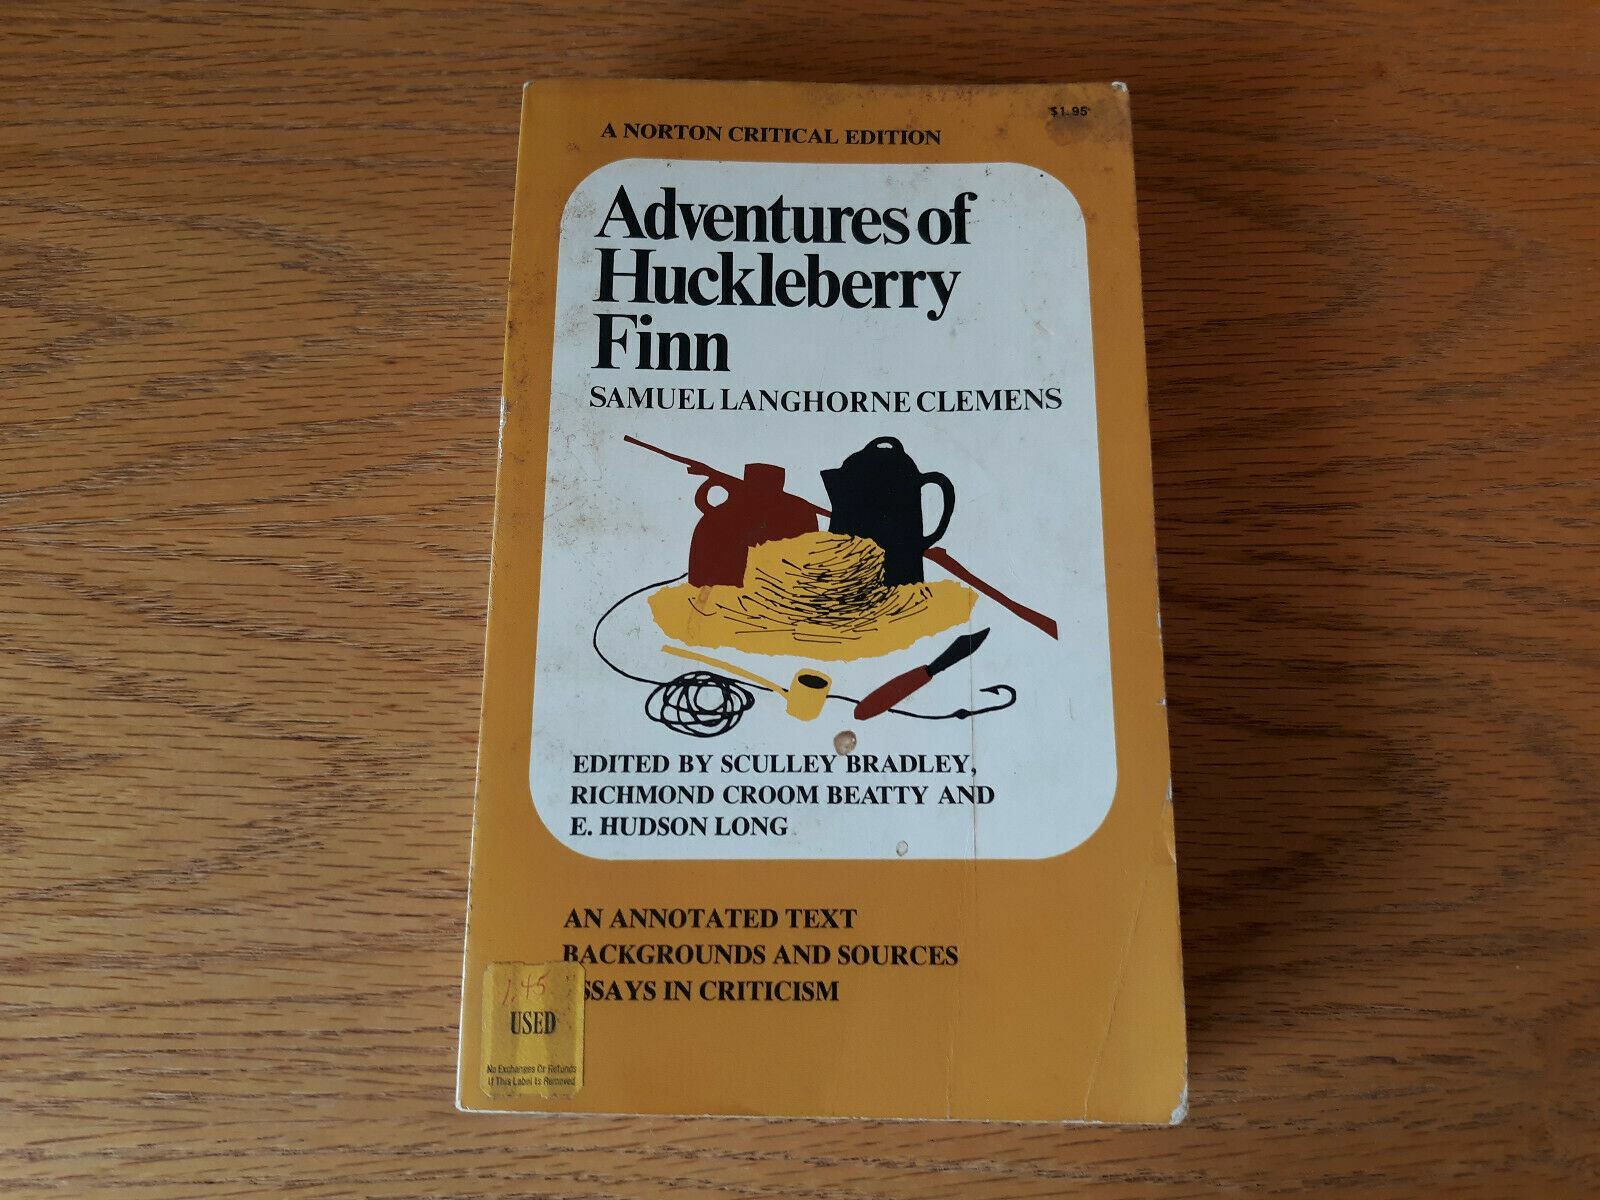 $1.95
A NORTON CRITICAL EDITION
Adventures of
Huckleberry
Finn
SAMUEL LANGHORNE CLEMENS
EDITED BY SCULLEY BRADLEY,
RICHMOND CROOM BEATTY AND
E. HUDSON LONG
AN ANNOTATED TEXT
BACKGROUNDS AND SOURCES
SSAYS IN CRITICISM
1.45
USED
No Exchanges Or Refunds
If This Label Is Removed